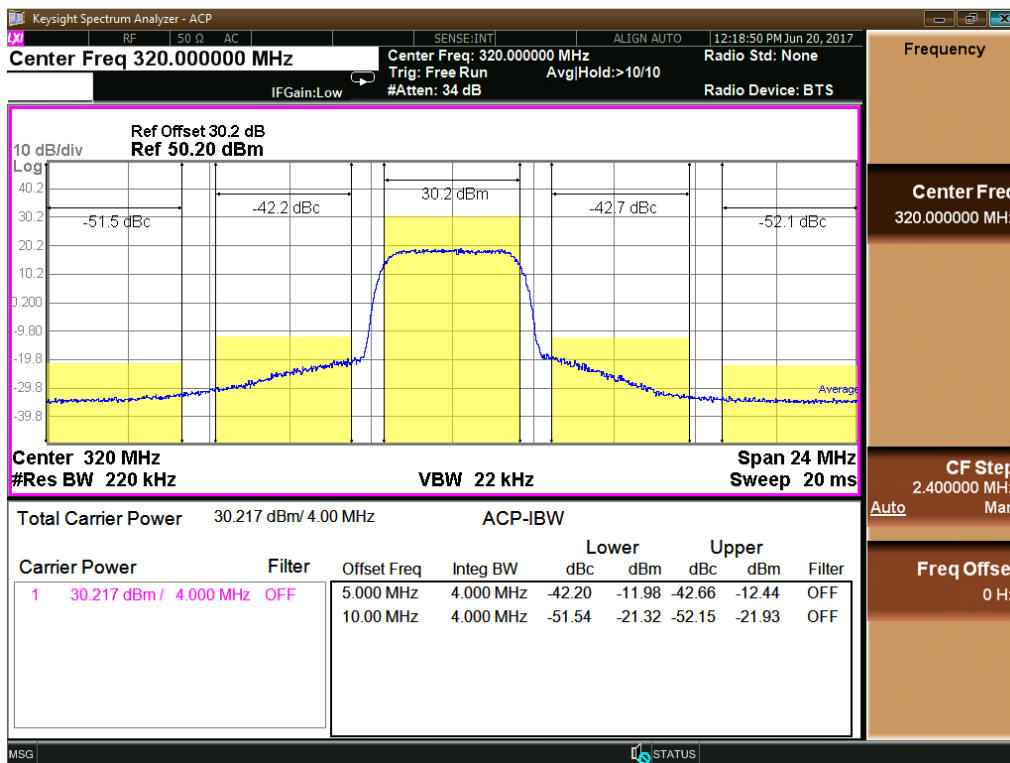 Keysight Spectrum Analyzer - ACP
LXI RF 50 Ω AC SENSE:INT ALIGN AUTO 12:18:50 PM Jun 20, 2017
Center Freq 320.000000 MHz
Center Freq: 320.000000 MHz Radio Std: None
Trig: Free Run Avg|Hold:>10/10
IFGain:Low #Atten: 34 dB Radio Device: BTS
Ref Offset 30.2 dB
10 dB/div Ref 50.20 dBm
Log
40.2
30.2
20.2
10.2
0.200
-9.80
-19.8
-29.8
-39.8
-51.5 dBc
-42.2 dBc
30.2 dBm
-42.7 dBc
-52.1 dBc
Average
Center 320 MHz Span 24 MHz
#Res BW 220 kHz VBW 22 kHz Sweep 20 ms
Total Carrier Power 30.217 dBm/ 4.00 MHz ACP-IBW
Lower Upper
Carrier Power Filter Offset Freq Integ BW dBc dBm dBc dBm Filter
1 30.217 dBm / 4.000 MHz OFF 5.000 MHz 4.000 MHz -42.20 -11.98 -42.66 -12.44 OFF
10.00 MHz 4.000 MHz -51.54 -21.32 -52.15 -21.93 OFF
MSG STATUS
Frequency
Center Freq
320.000000 MHz
CF Step
2.400000 MHz
Auto Man
Freq Offset
0 Hz